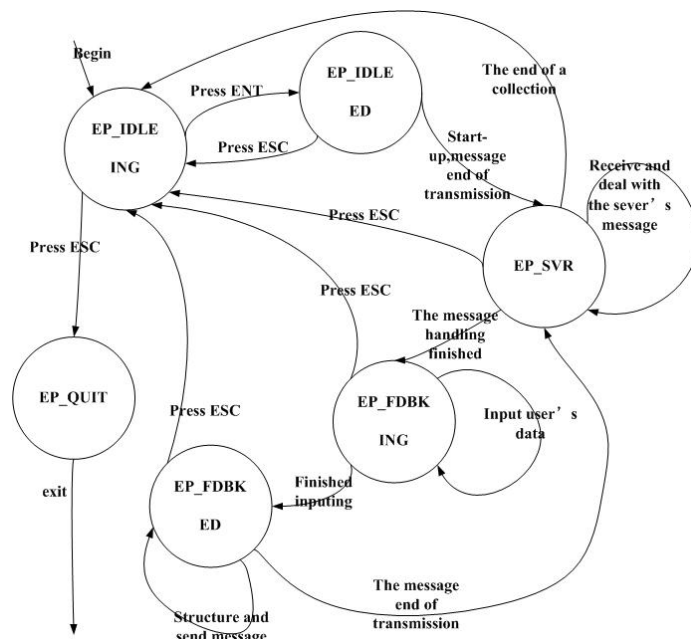 Begin
EP_IDLE
ING
Press ENT
Press ESC
EP_IDLE
ED
The end of a
collection
Start-
up,message
end of
transmission
Receive and
deal with
the sever's
message
Press ESC
EP_SVR
Press ESC
Press ESC
The message
handling
finished
EP_QUIT
EP_FDBK
ING
Input user's
data
Press ESC
exit
EP_FDBK
ED
Finished
inputing
The message
end of
transmission
Structure and
send message